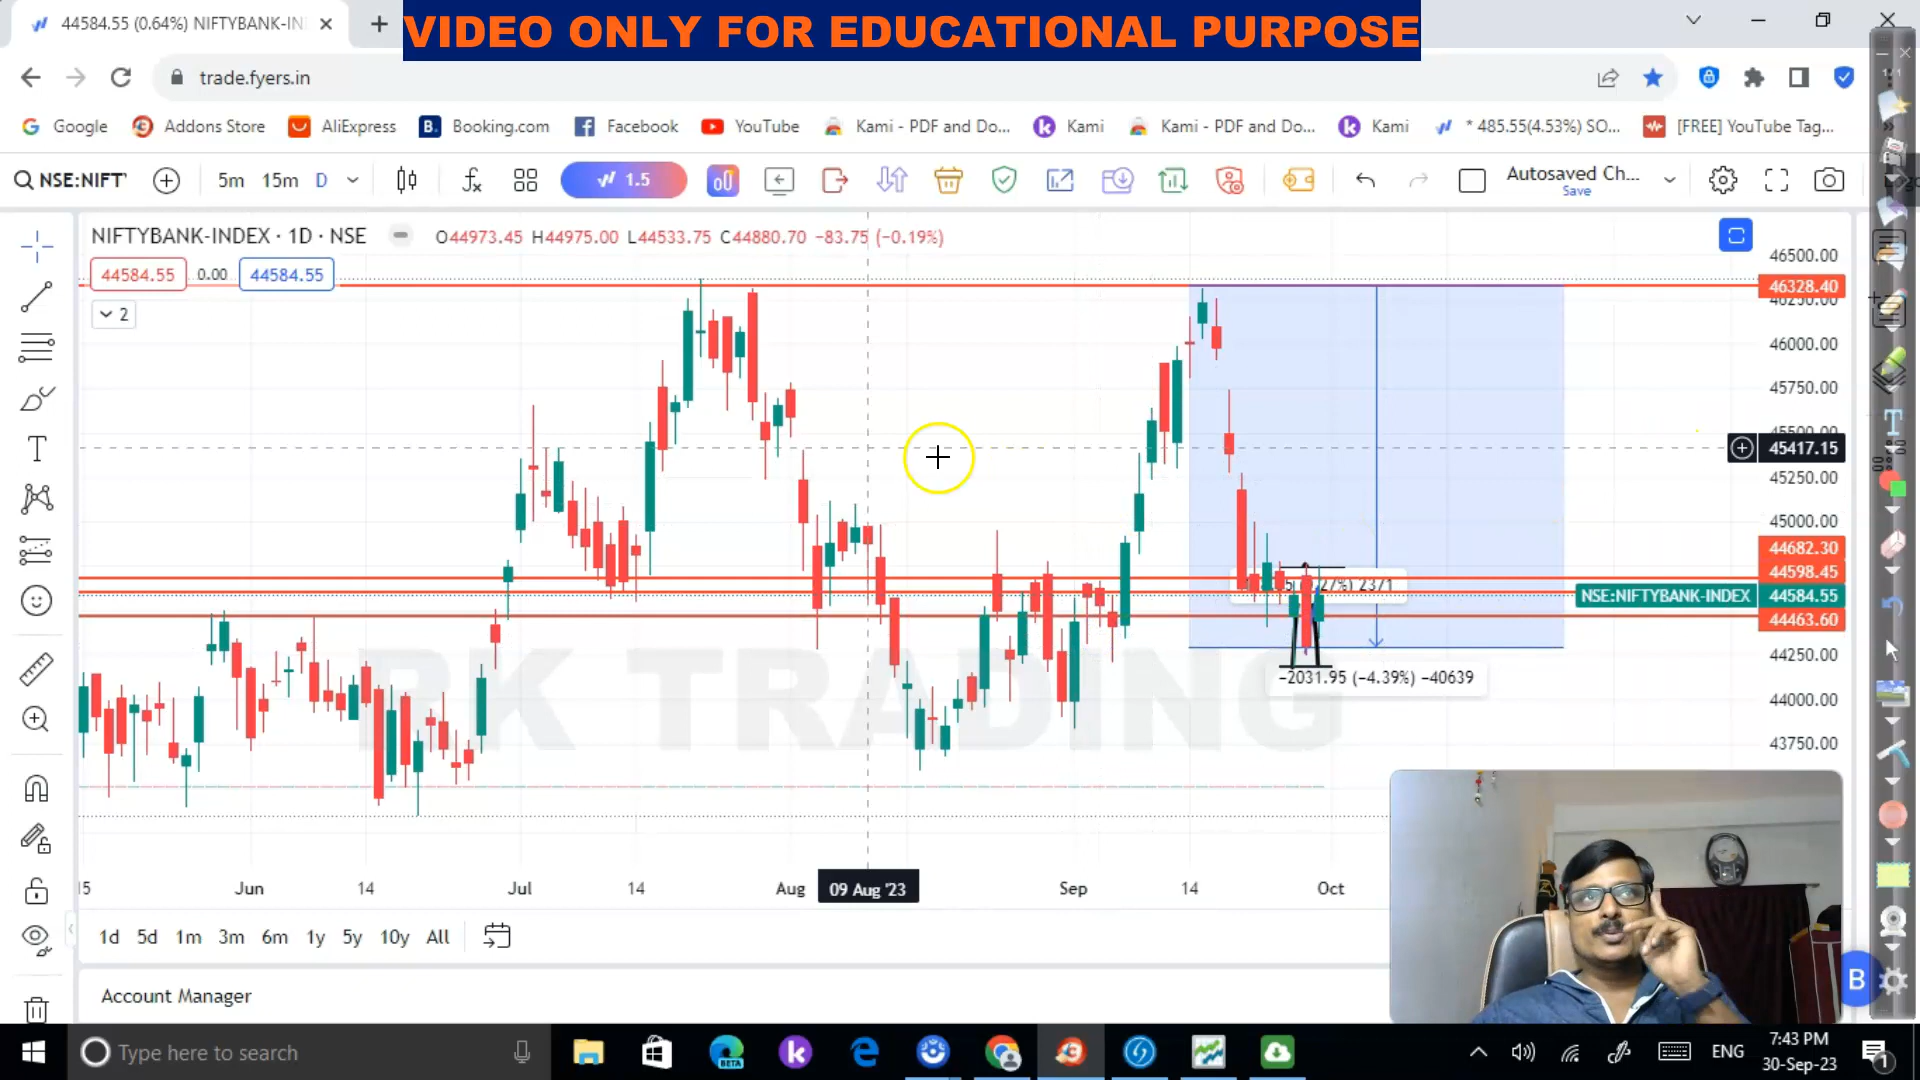 44584.55 (0.64%) NIFTYBANK-IN
VIDEO ONLY FOR EDUCATIONAL PURPOSE
trade.fyers.in
Google
Addons Store
AliExpress
Booking.com
Facebook
YouTube
Kami - PDF and Do...
Kami
Kami - PDF and Do...
Kami
* 485.55(4.53%) SO...
[FREE] YouTube Tag...
NSE:NIFTY
5m 15m D
1.5
Autosaved Ch...
Save
NIFTYBANK-INDEX · 1D · NSE
O44973.45 H44975.00 L44533.75 C44880.70 −83.75 (−0.19%)
44584.55 0.00 44584.55
2
46500.00
46328.40
46000.00
45750.00
45417.15
45250.00
45000.00
44682.30
44598.45
NSE:NIFTYBANK-INDEX 44584.55
44463.60
44250.00
−2031.95 (−4.39%) −40639
44000.00
43750.00
PK TRADING
15 Jun 14 Jul 14 Aug 09 Aug '23 Sep 14 Oct
1d 5d 1m 3m 6m 1y 5y 10y All
Account Manager
Type here to search
BETA
ENG
7:43 PM
30-Sep-23
1